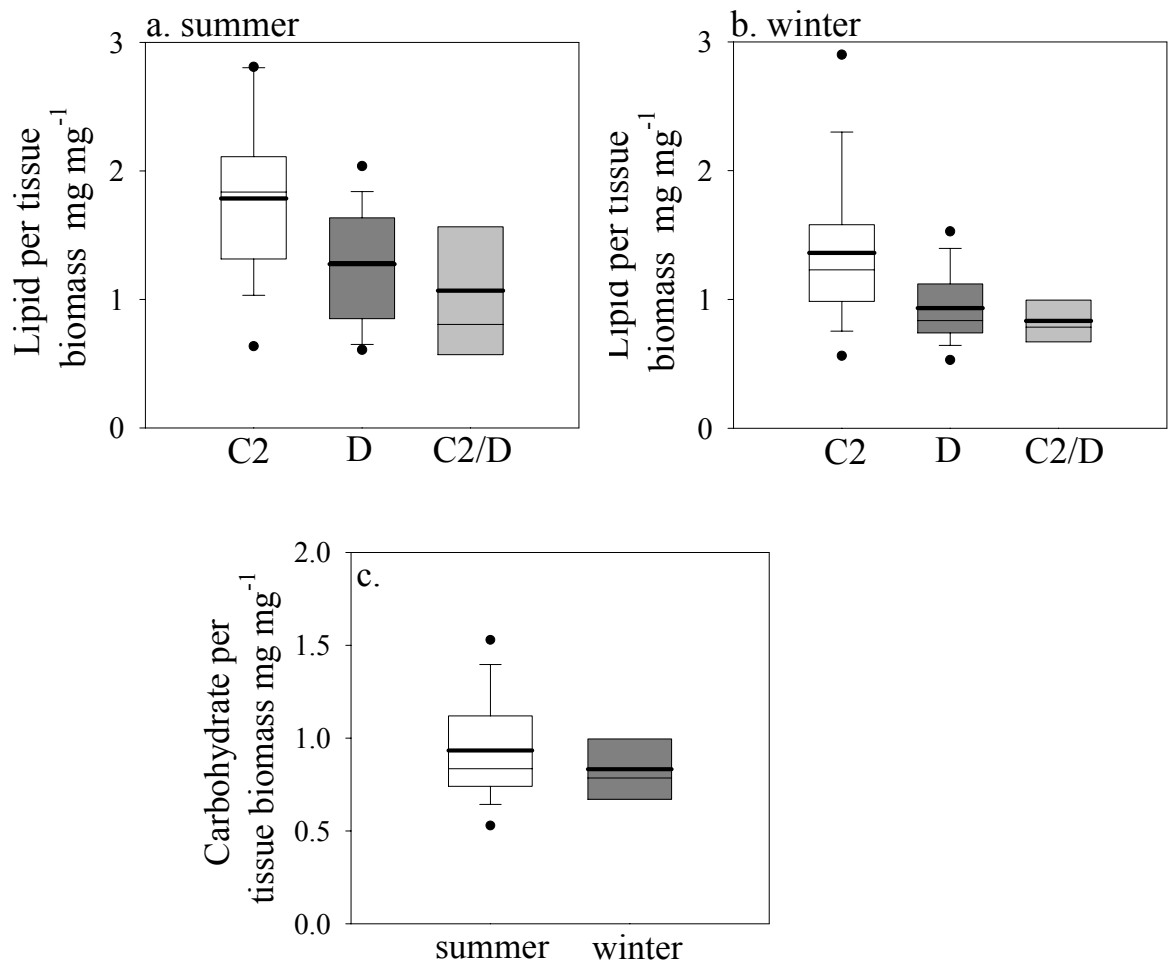 a. summer
Lipid per tissue
biomass mg mg-1
3
2
1
0
C2 D C2/D
b. winter
Lipid per tissue
biomass mg mg-1
3
2
1
0
C2 D C2/D
c.
Carbohydrate per
tissue biomass mg mg-1
2.0
1.5
1.0
0.5
0.0
summer winter